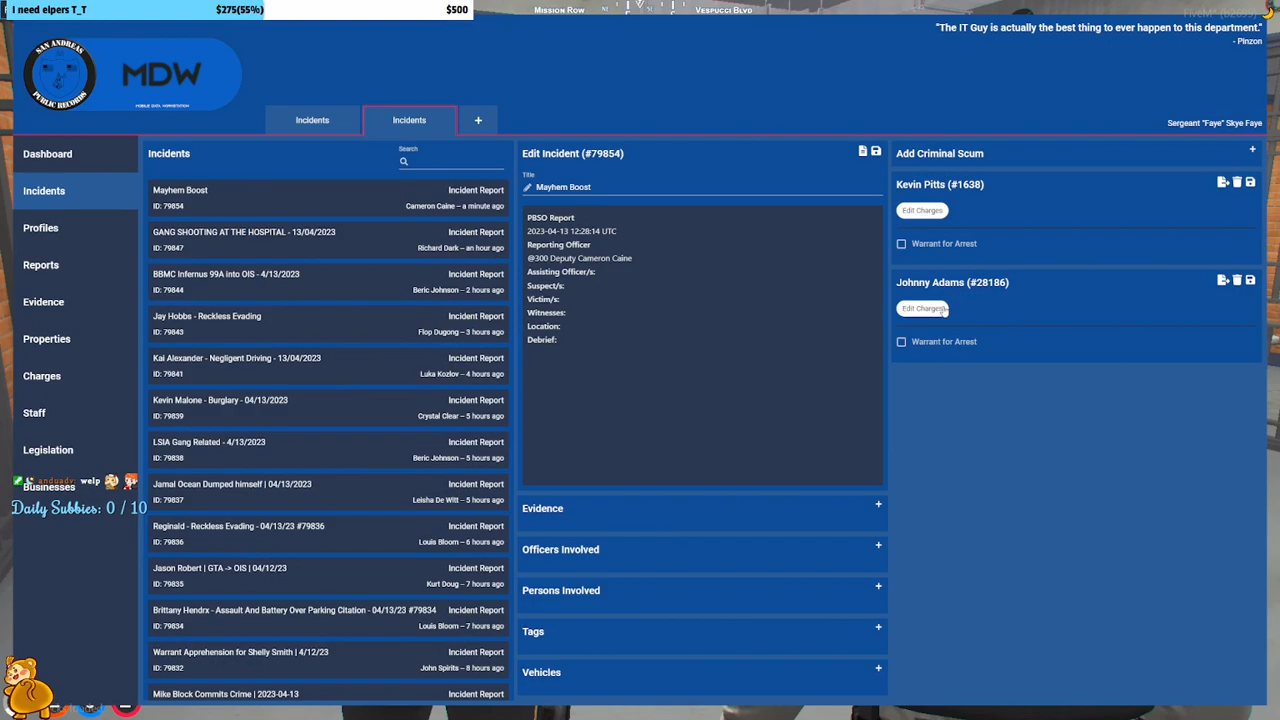 I need elpers T_T
$275(55%)
$500
Mission Row
Vespucci Blvd
"The IT Guy is actually the best thing to ever happen to this department."
- Pinzon
SAN ANDREAS
PUBLIC RECORDS
MDW
MOBILE DATA WORKSTATION
Incidents
Incidents
+
Sergeant "Faye" Skye Faye
Dashboard
Incidents
Profiles
Reports
Evidence
Properties
Charges
Staff
Legislation
Businesses
anduadv: welp
Daily Subbies: 0 / 10
Incidents
Search
Mayhem Boost
Incident Report
ID: 79854
Cameron Caine – a minute ago
GANG SHOOTING AT THE HOSPITAL - 13/04/2023
Incident Report
ID: 79847
Richard Dark – an hour ago
BBMC Infernus 99A into OIS - 4/13/2023
Incident Report
ID: 79844
Beric Johnson – 2 hours ago
Jay Hobbs - Reckless Evading
Incident Report
ID: 79843
Flop Dugong – 3 hours ago
Kai Alexander - Negligent Driving - 13/04/2023
Incident Report
ID: 79841
Luka Kozlov – 4 hours ago
Kevin Malone - Burglary - 04/13/2023
Incident Report
ID: 79839
Crystal Clear – 5 hours ago
LSIA Gang Related - 4/13/2023
Incident Report
ID: 79838
Beric Johnson – 5 hours ago
Jamal Ocean Dumped himself | 04/13/2023
Incident Report
ID: 79837
Leisha De Witt – 5 hours ago
Reginald - Reckless Evading - 04/13/23 #79836
Incident Report
ID: 79836
Louis Bloom – 6 hours ago
Jason Robert | GTA -> OIS | 04/12/23
Incident Report
ID: 79835
Kurt Doug – 7 hours ago
Brittany Hendrx - Assault And Battery Over Parking Citation - 04/13/23 #79834
Incident Report
ID: 79834
Louis Bloom – 7 hours ago
Warrant Apprehension for Shelly Smith | 4/12/23
Incident Report
ID: 79832
John Spirits – 8 hours ago
Mike Block Commits Crime | 2023-04-13
Incident Report
Edit Incident (#79854)
Title
Mayhem Boost
PBSO Report
2023-04-13 12:28:14 UTC
Reporting Officer
@300 Deputy Cameron Caine
Assisting Officer/s:
Suspect/s:
Victim/s:
Witnesses:
Location:
Debrief:
Evidence
+
Officers Involved
+
Persons Involved
+
Tags
+
Vehicles
+
Add Criminal Scum
+
Kevin Pitts (#1638)
Edit Charges
Warrant for Arrest
Johnny Adams (#28186)
Edit Charges
Warrant for Arrest